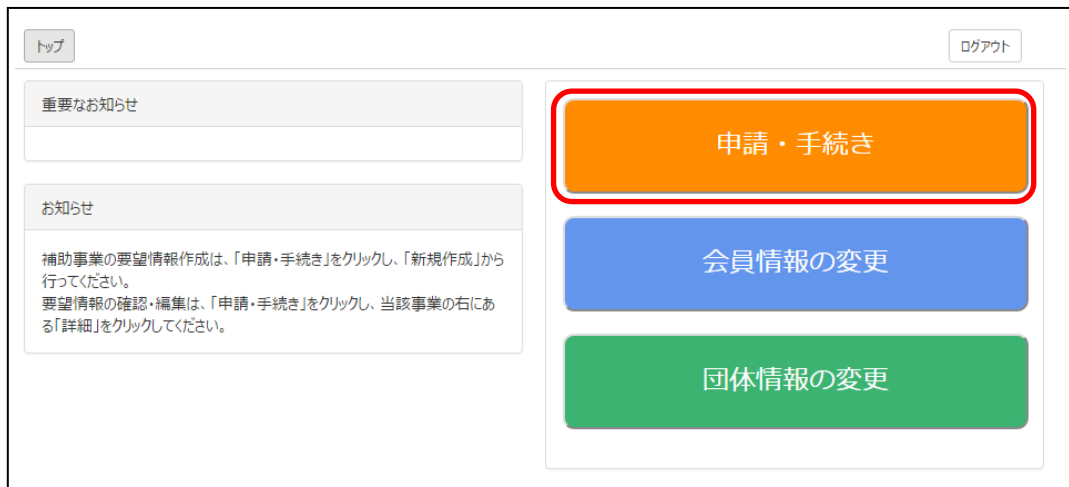 トップ
ログアウト
重要なお知らせ
お知らせ
補助事業の要望情報作成は、「申請・手続き」をクリックし、「新規作成」から
行ってください。
要望情報の確認・編集は、「申請・手続き」をクリックし、当該事業の右にあ
る「詳細」をクリックしてください。
申請・手続き
会員情報の変更
団体情報の変更